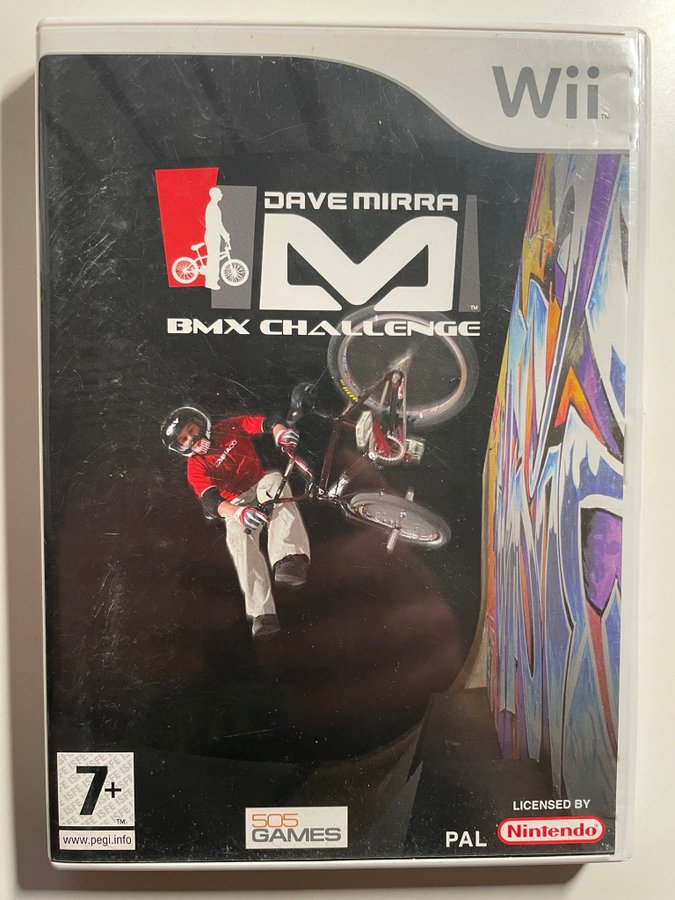 Wii
DAVE MIRRA
BMX CHALLENGE
7+
www.pegi.info
505
GAMES
PAL
LICENSED BY
Nintendo